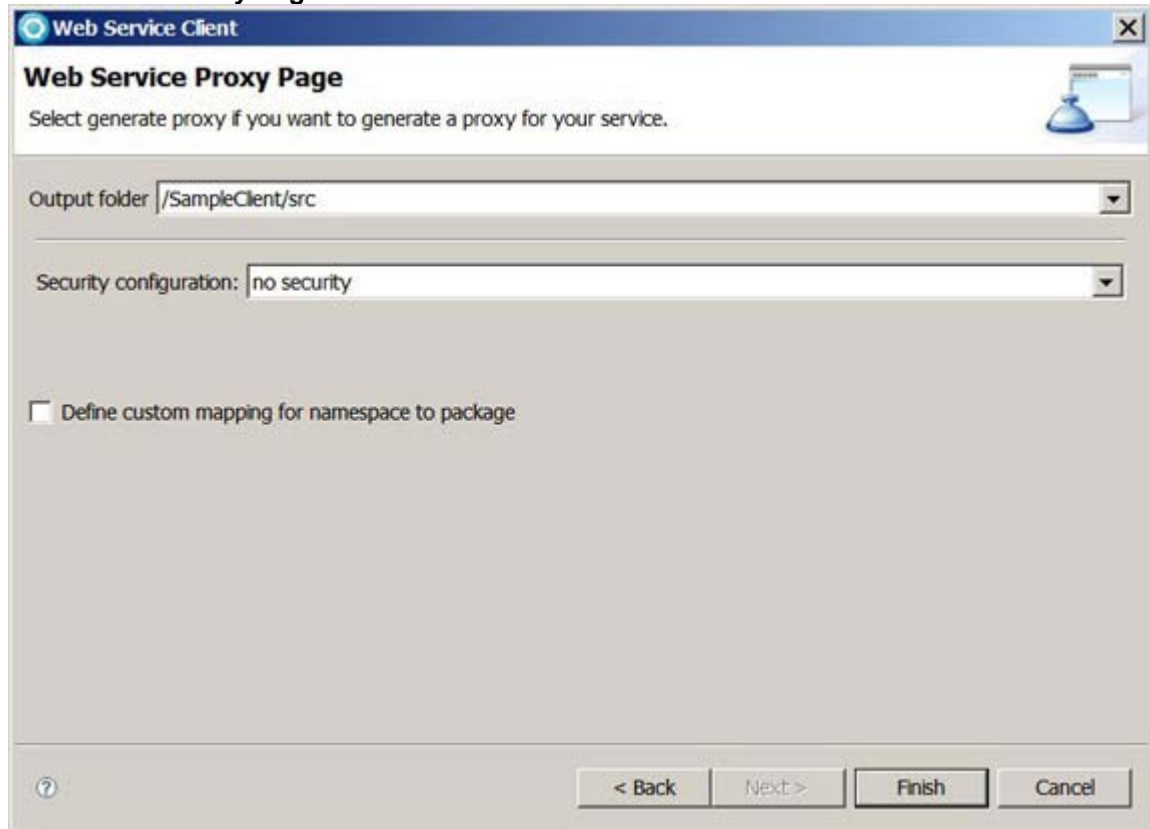 Web Service Client
Web Service Proxy Page
Select generate proxy if you want to generate a proxy for your service.
Output folder /SampleClient/src
Security configuration: no security
Define custom mapping for namespace to package
?
< Back Next > Finish Cancel